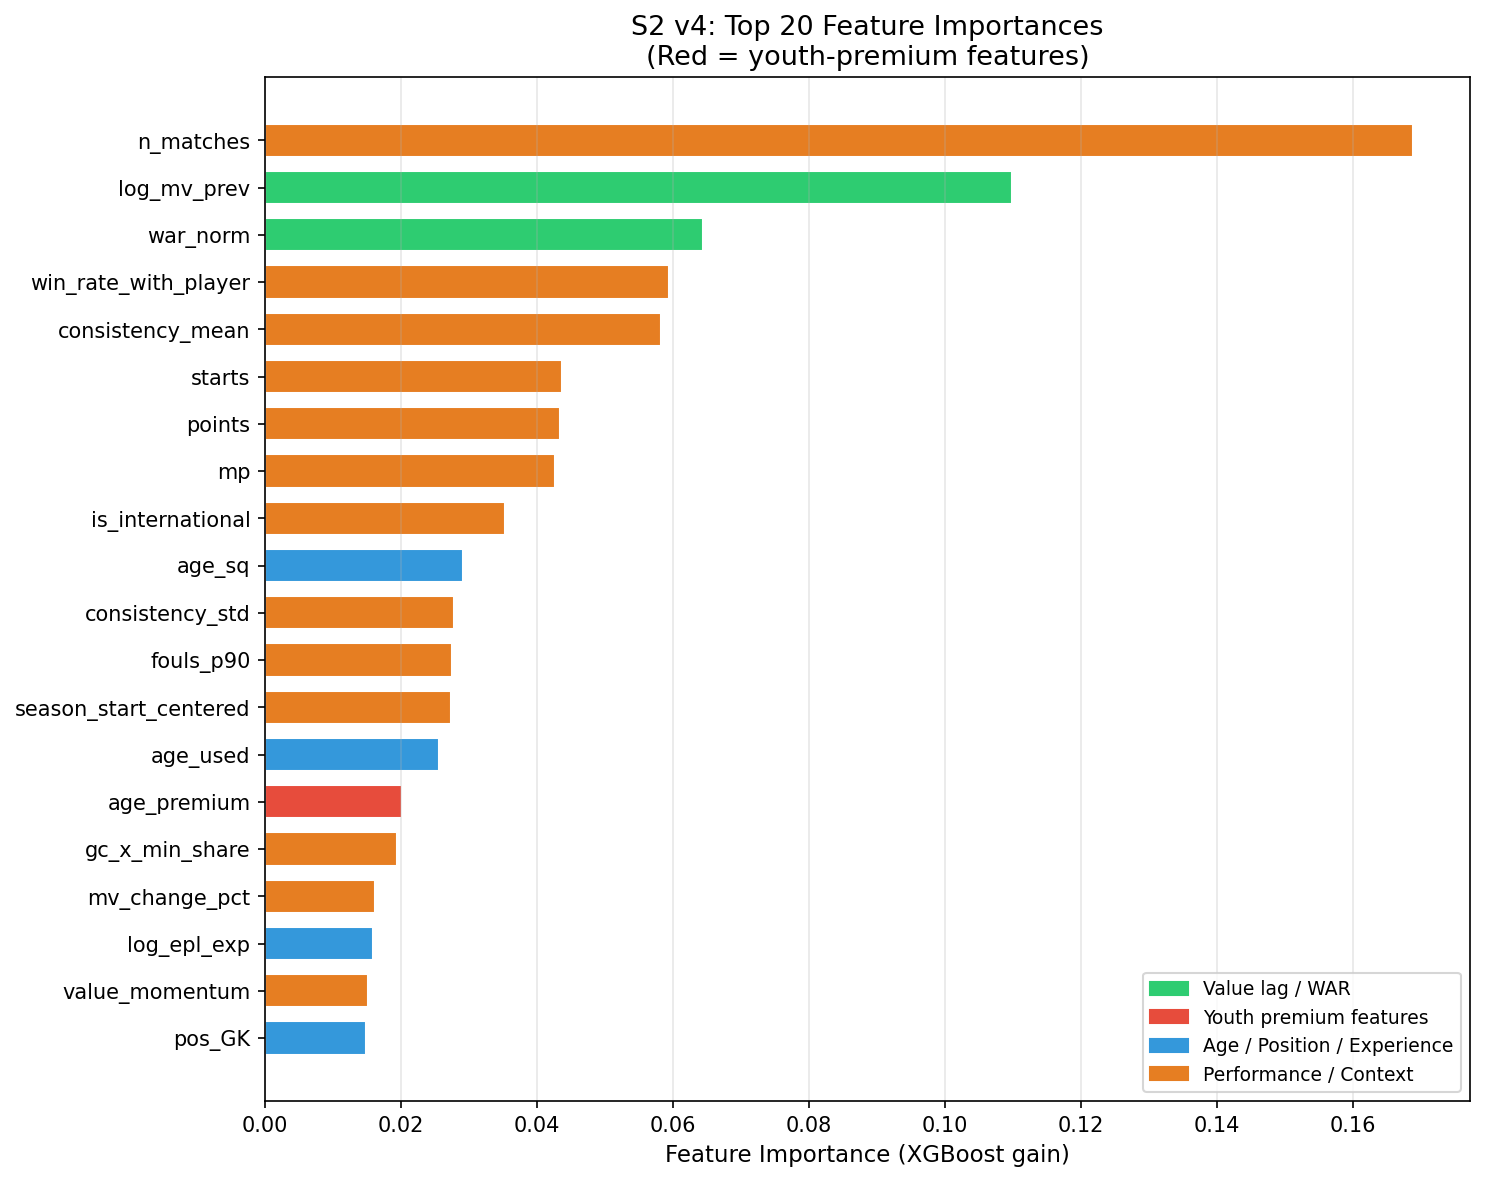 S2 v4: Top 20 Feature Importances
(Red = youth-premium features)
n_matches
log_mv_prev
war_norm
win_rate_with_player
consistency_mean
starts
points
mp
is_international
age_sq
consistency_std
fouls_p90
season_start_centered
age_used
age_premium
gc_x_min_share
mv_change_pct
log_epl_exp
value_momentum
pos_GK
Value lag / WAR
Youth premium features
Age / Position / Experience
Performance / Context
0.00 0.02 0.04 0.06 0.08 0.10 0.12 0.14 0.16
Feature Importance (XGBoost gain)